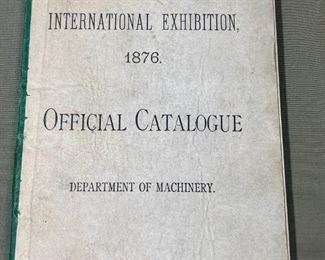 INTERNATIONAL EXHIBITION,
1876.
OFFICIAL CATALOGUE
DEPARTMENT OF MACHINERY.